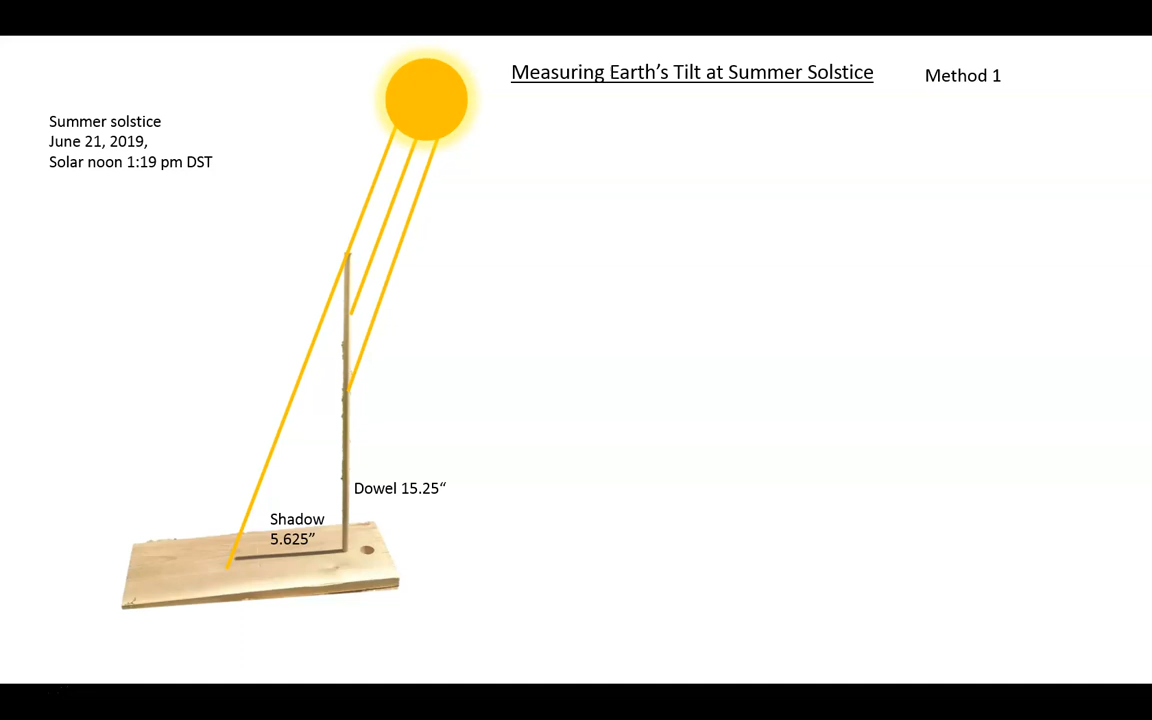 Measuring Earth's Tilt at Summer Solstice
Method 1
Summer solstice
June 21, 2019,
Solar noon 1:19 pm DST
Dowel 15.25“
Shadow
5.625”